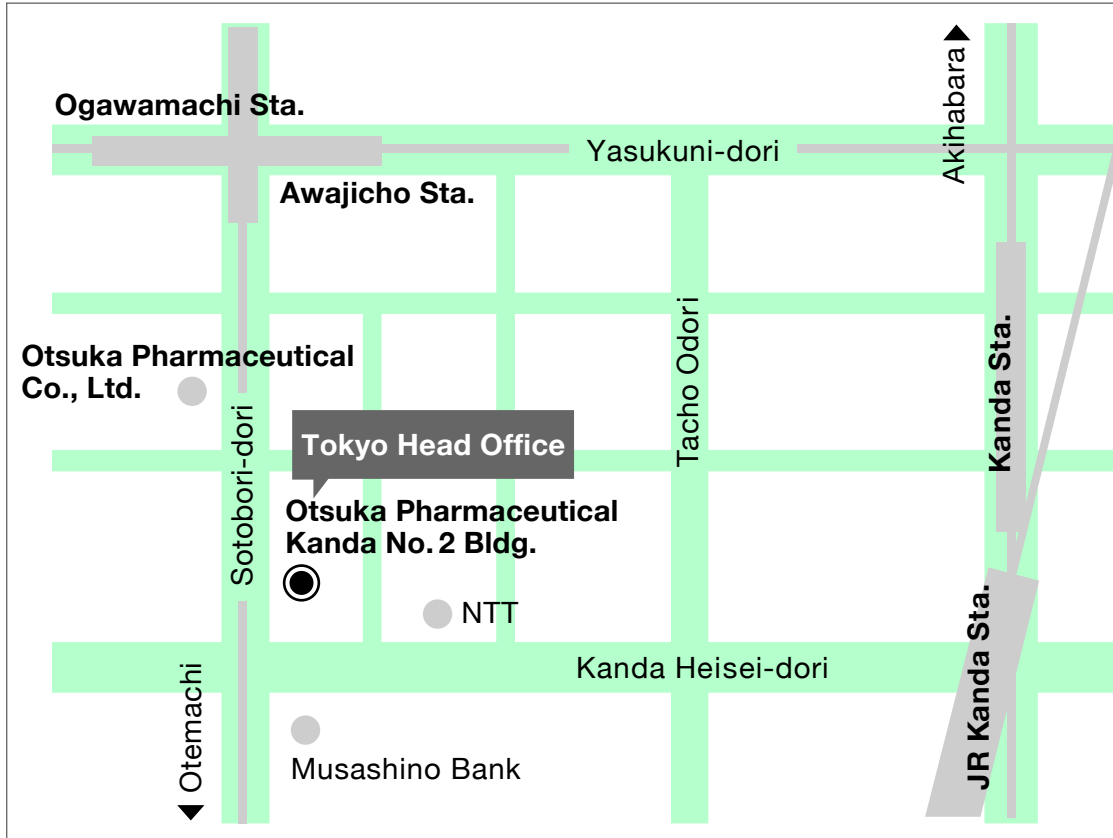 Akihabara
Ogawamachi Sta.
Yasukuni-dori
Awajicho Sta.
Otsuka Pharmaceutical
Co., Ltd.
Tacho Odori
Kanda Sta.
Sotobori-dori
Tokyo Head Office
Otsuka Pharmaceutical
Kanda No. 2 Bldg.
NTT
JR Kanda Sta.
Kanda Heisei-dori
Otemachi
Musashino Bank